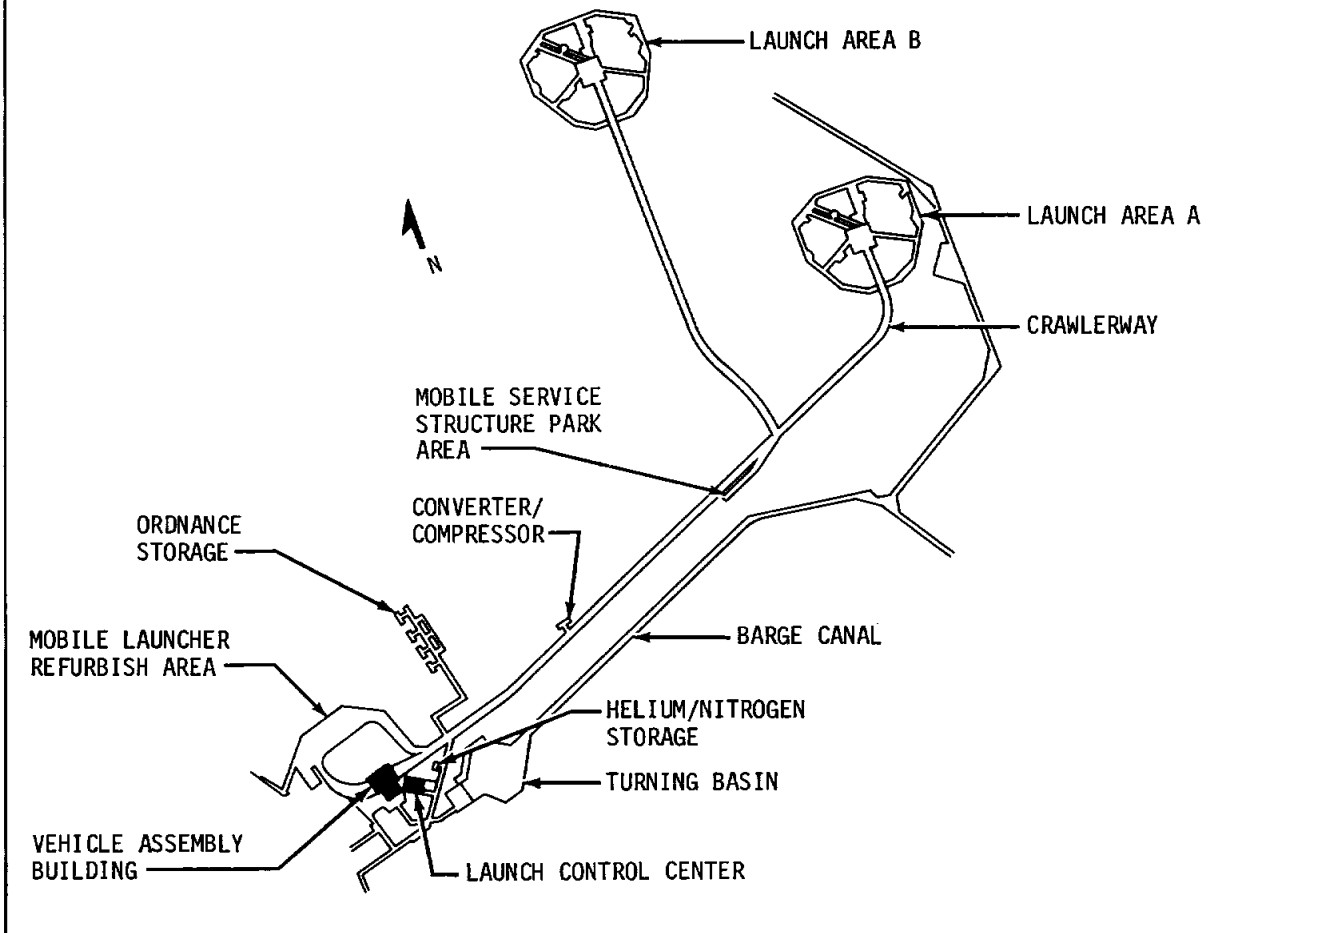 LAUNCH AREA B
LAUNCH AREA A
N
CRAWLERWAY
MOBILE SERVICE
STRUCTURE PARK
AREA
CONVERTER/
COMPRESSOR
ORDNANCE
STORAGE
MOBILE LAUNCHER
REFURBISH AREA
BARGE CANAL
HELIUM/NITROGEN
STORAGE
TURNING BASIN
VEHICLE ASSEMBLY
BUILDING
LAUNCH CONTROL CENTER